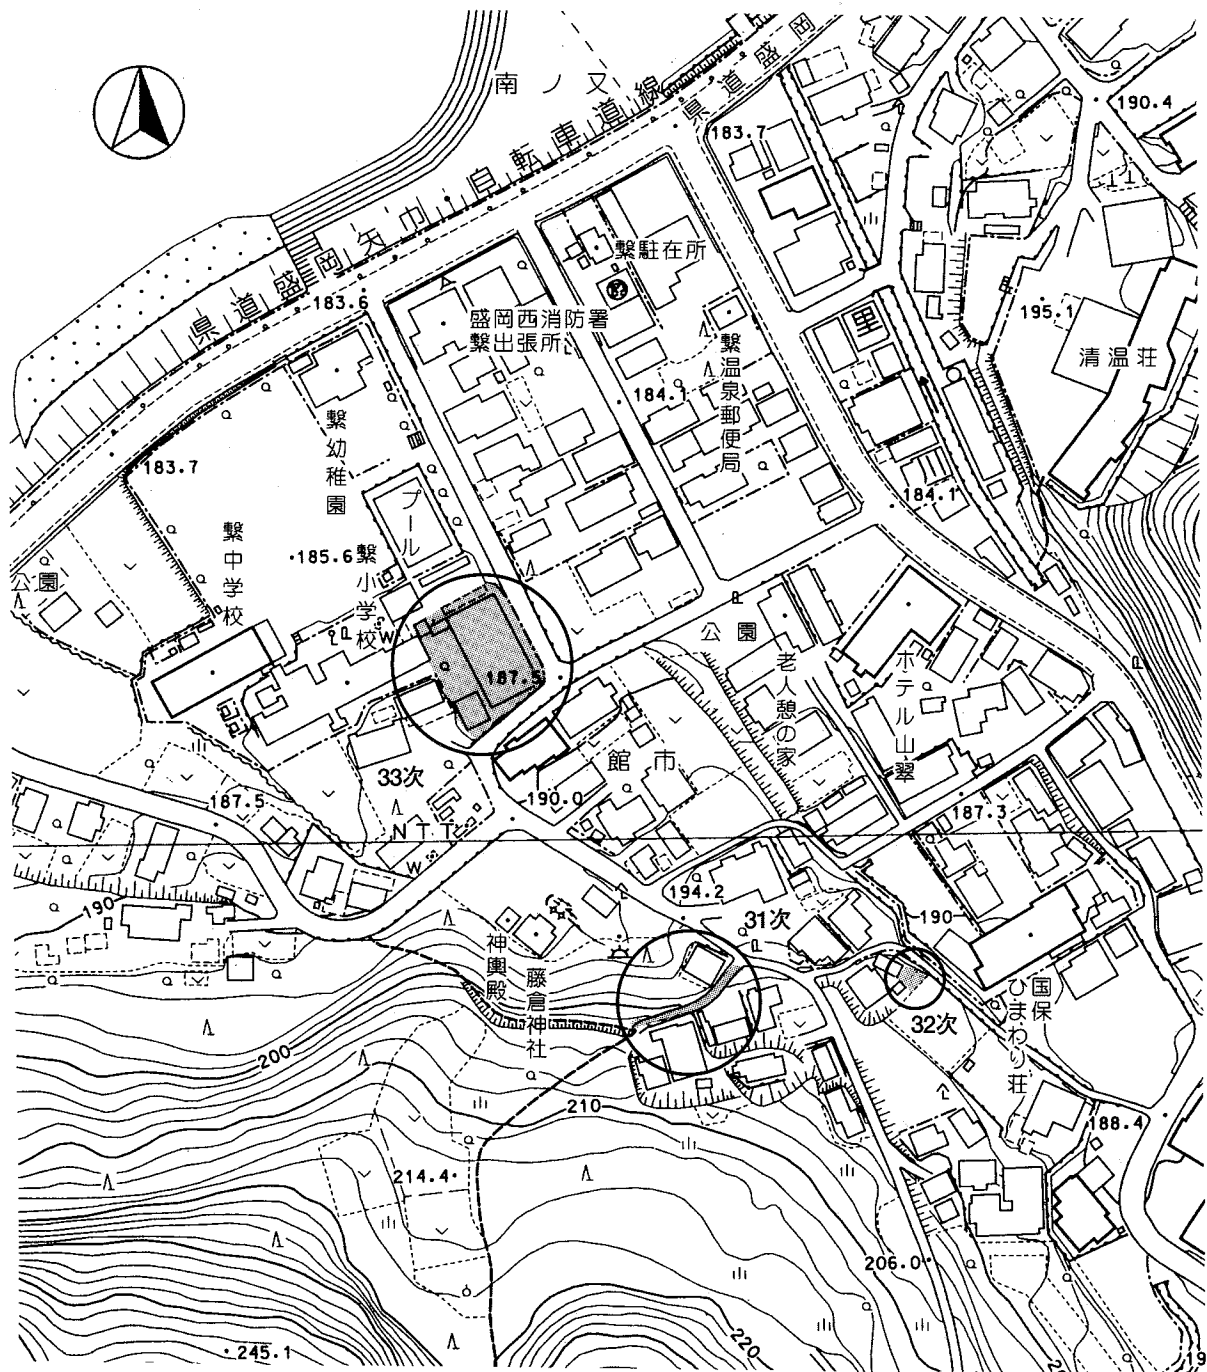 南ノ又
県道盛岡
県道盛岡矢巾自転車道線
190.4
183.7
繋駐在所
183.6
盛岡西消防署
繋出張所
195.1
清温荘
里
川
繋温泉郵便局
184.1
繋幼稚園
プール
183.7
184.1
繋中学校
185.6
繋小学校
公園
W
公園
187.5
老人憩の家
ホテル山翠
館市
33次
190.0
187.5
187.3
NTT
W
194.2
190
31次
190
神輿殿
藤倉神社
国保
ひまわり荘
32次
200
210
188.4
214.4
206.0
220
245.1
19